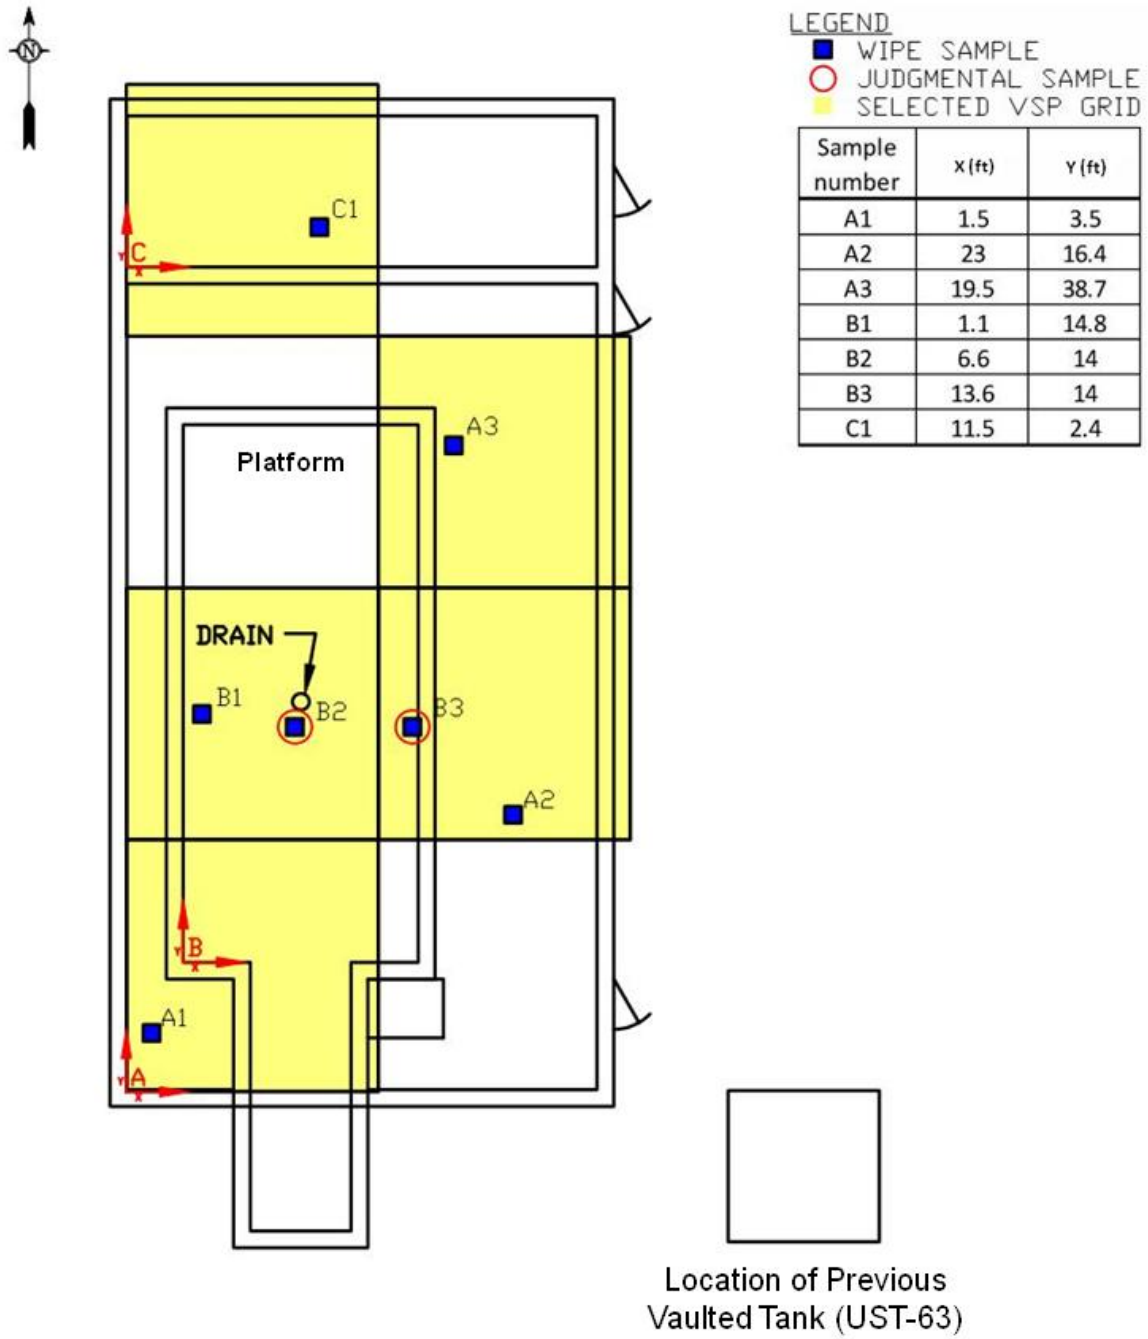 N
LEGEND
WIPE SAMPLE
JUDGMENTAL SAMPLE
SELECTED VSP GRID
Sample number X (ft) Y (ft)
A1 1.5 3.5
A2 23 16.4
A3 19.5 38.7
B1 1.1 14.8
B2 6.6 14
B3 13.6 14
C1 11.5 2.4
C1
Y C
X
A3
Platform
DRAIN
B1
B2
B3
A2
Y B
X
A1
Y A
X
Location of Previous
Vaulted Tank (UST-63)